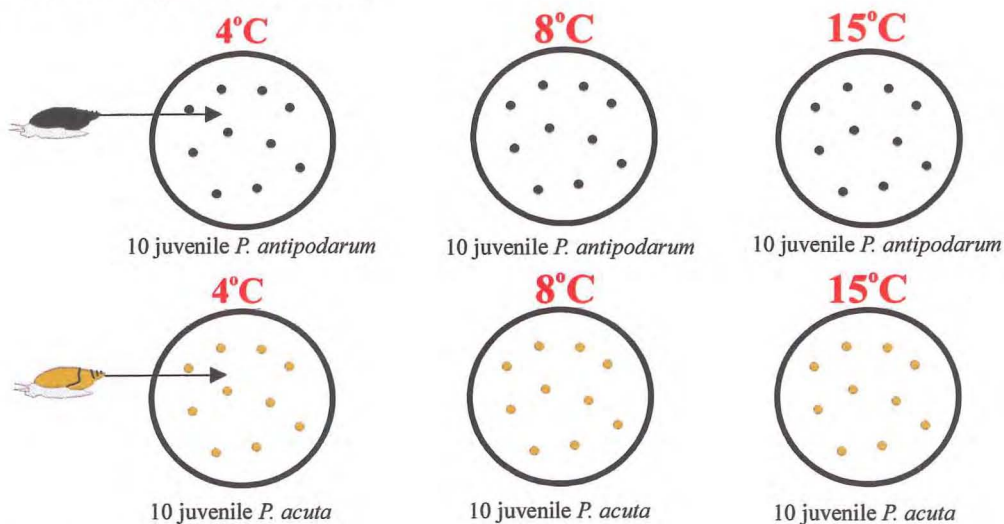 4°C 8°C 15°C
10 juvenile P. antipodarum 10 juvenile P. antipodarum 10 juvenile P. antipodarum
4°C 8°C 15°C
10 juvenile P. acuta 10 juvenile P. acuta 10 juvenile P. acuta